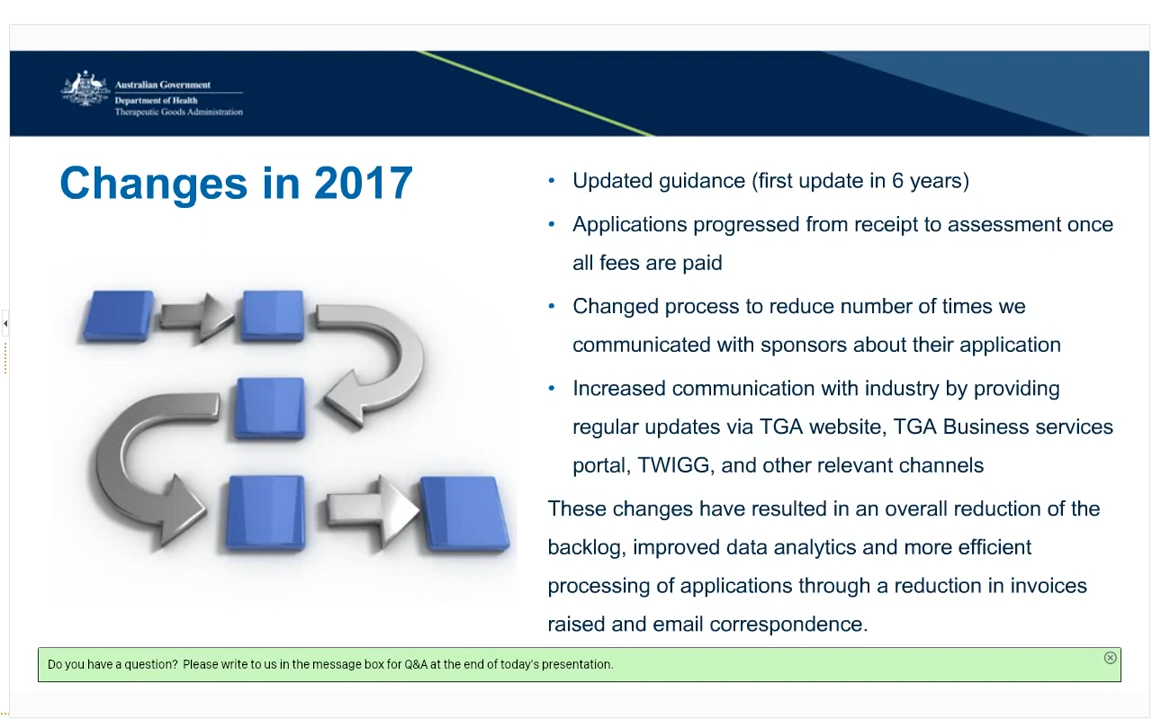 Australian Government
Department of Health
Therapeutic Goods Administration
Changes in 2017
• Updated guidance (first update in 6 years)
• Applications progressed from receipt to assessment once
all fees are paid
• Changed process to reduce number of times we
communicated with sponsors about their application
• Increased communication with industry by providing
regular updates via TGA website, TGA Business services
portal, TWIGG, and other relevant channels
These changes have resulted in an overall reduction of the
backlog, improved data analytics and more efficient
processing of applications through a reduction in invoices
raised and email correspondence.
Do you have a question? Please write to us in the message box for Q&A at the end of today's presentation.